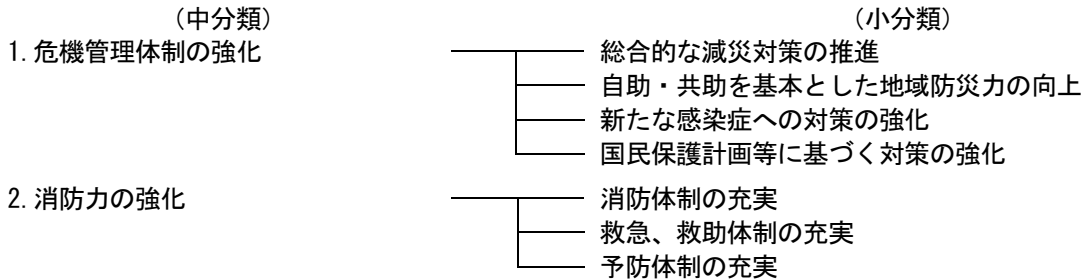 （中分類）　（小分類）
1.危機管理体制の強化　総合的な減災対策の推進
自助・共助を基本とした地域防災力の向上
新たな感染症への対策の強化
国民保護計画等に基づく対策の強化
2.消防力の強化　消防体制の充実
救急、救助体制の充実
予防体制の充実